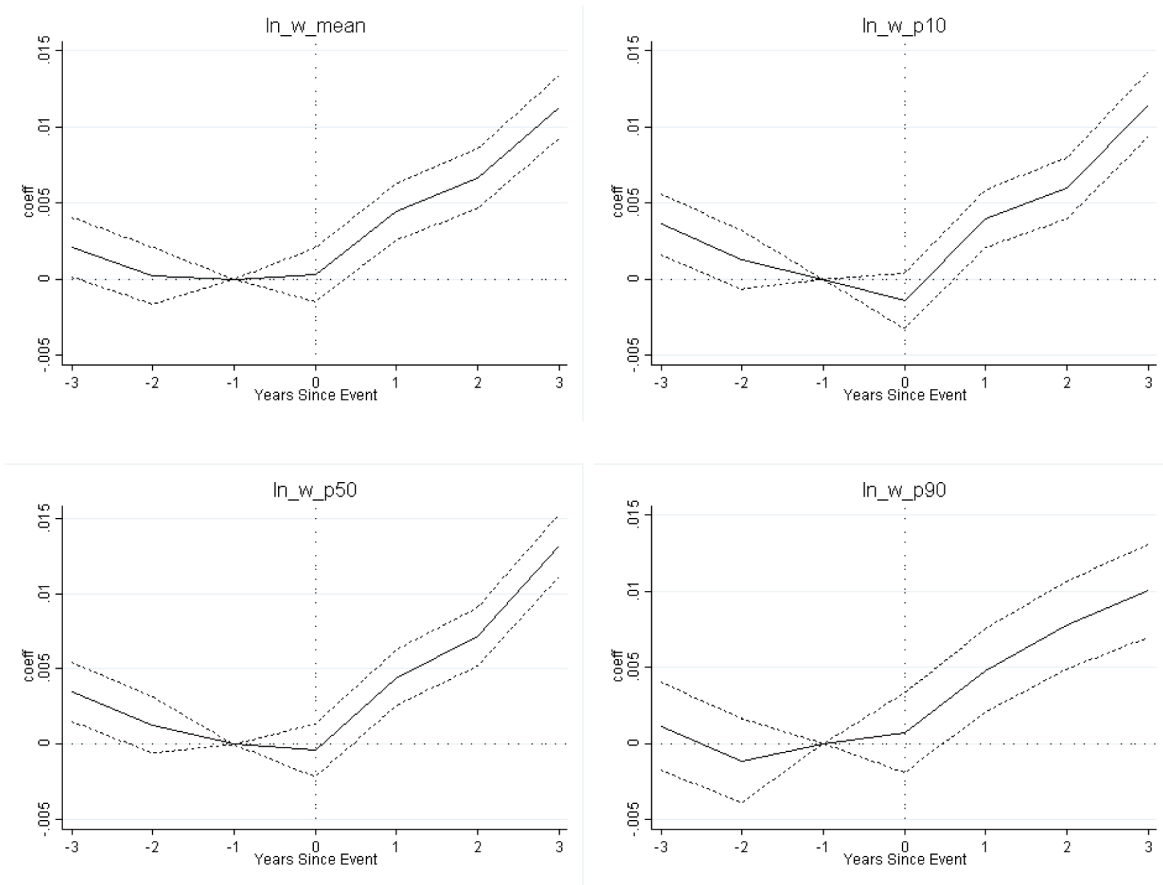 ln_w_mean
.015
.01
.005
0
-.005
coeff
-3 -2 -1 0 1 2 3
Years Since Event
ln_w_p10
.015
.01
.005
0
-.005
coeff
-3 -2 -1 0 1 2 3
Years Since Event
ln_w_p50
.015
.01
.005
0
-.005
coeff
-3 -2 -1 0 1 2 3
Years Since Event
ln_w_p90
.015
.01
.005
0
-.005
coeff
-3 -2 -1 0 1 2 3
Years Since Event